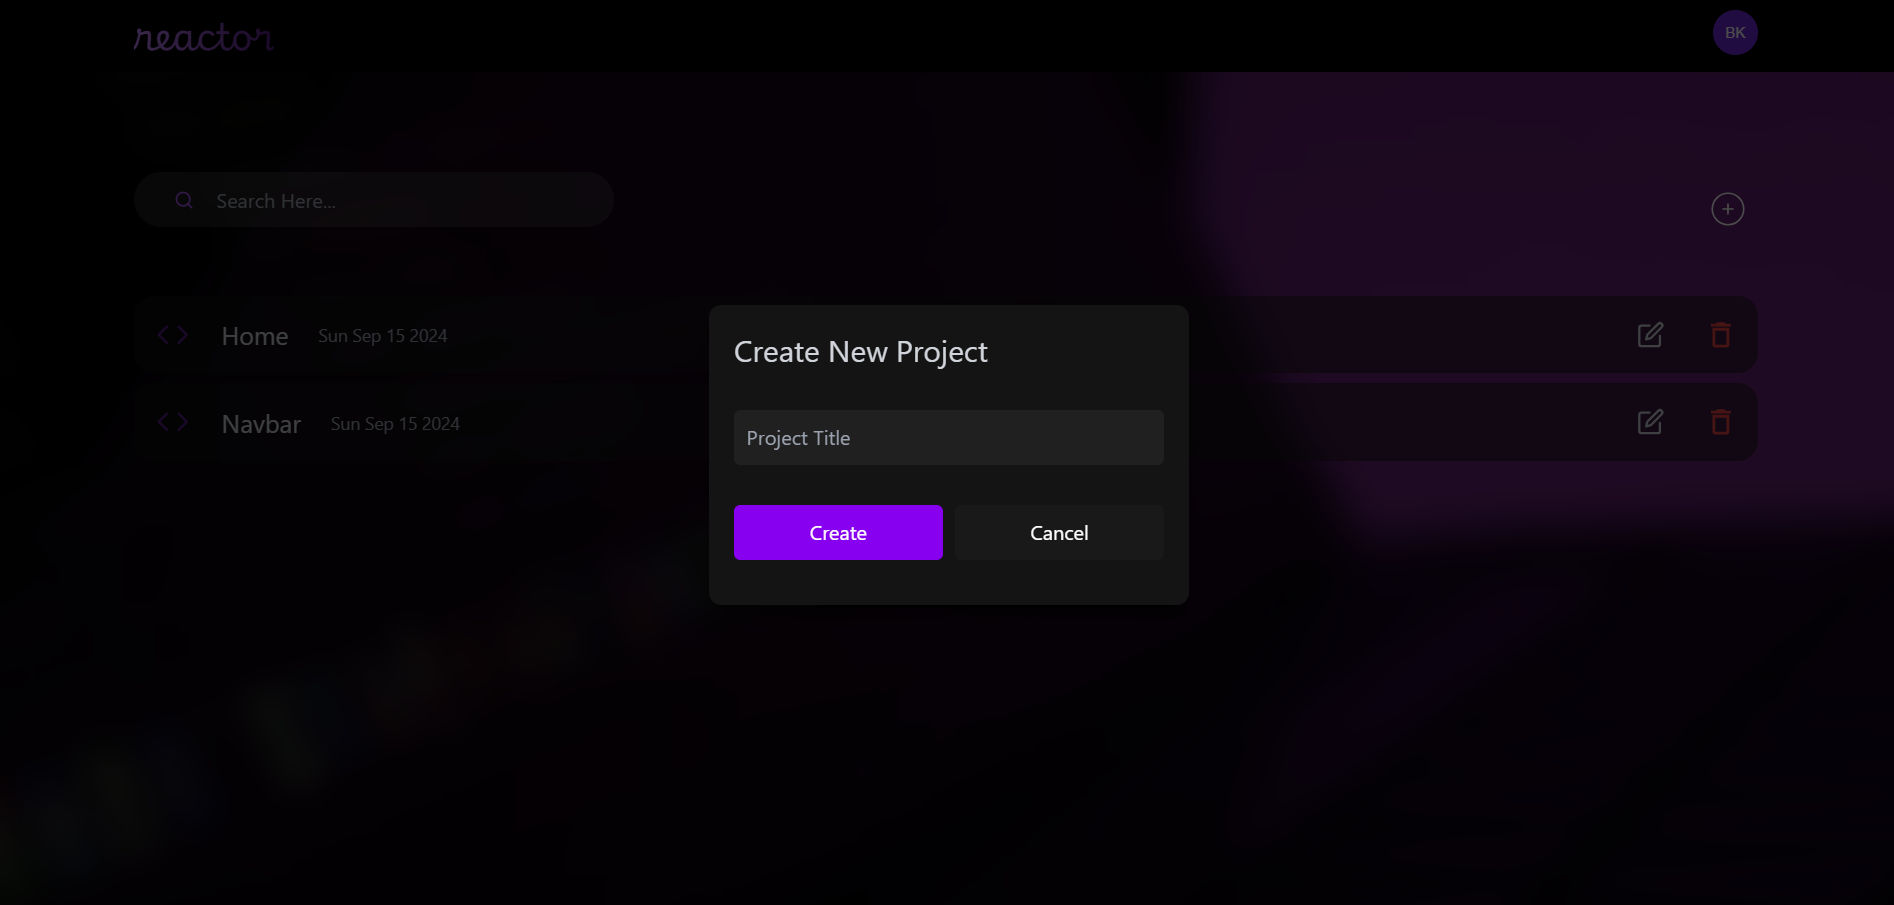 reactor
BK
Search Here...
Home Sun Sep 15 2024
Navbar Sun Sep 15 2024
Create New Project
Project Title
Create Cancel